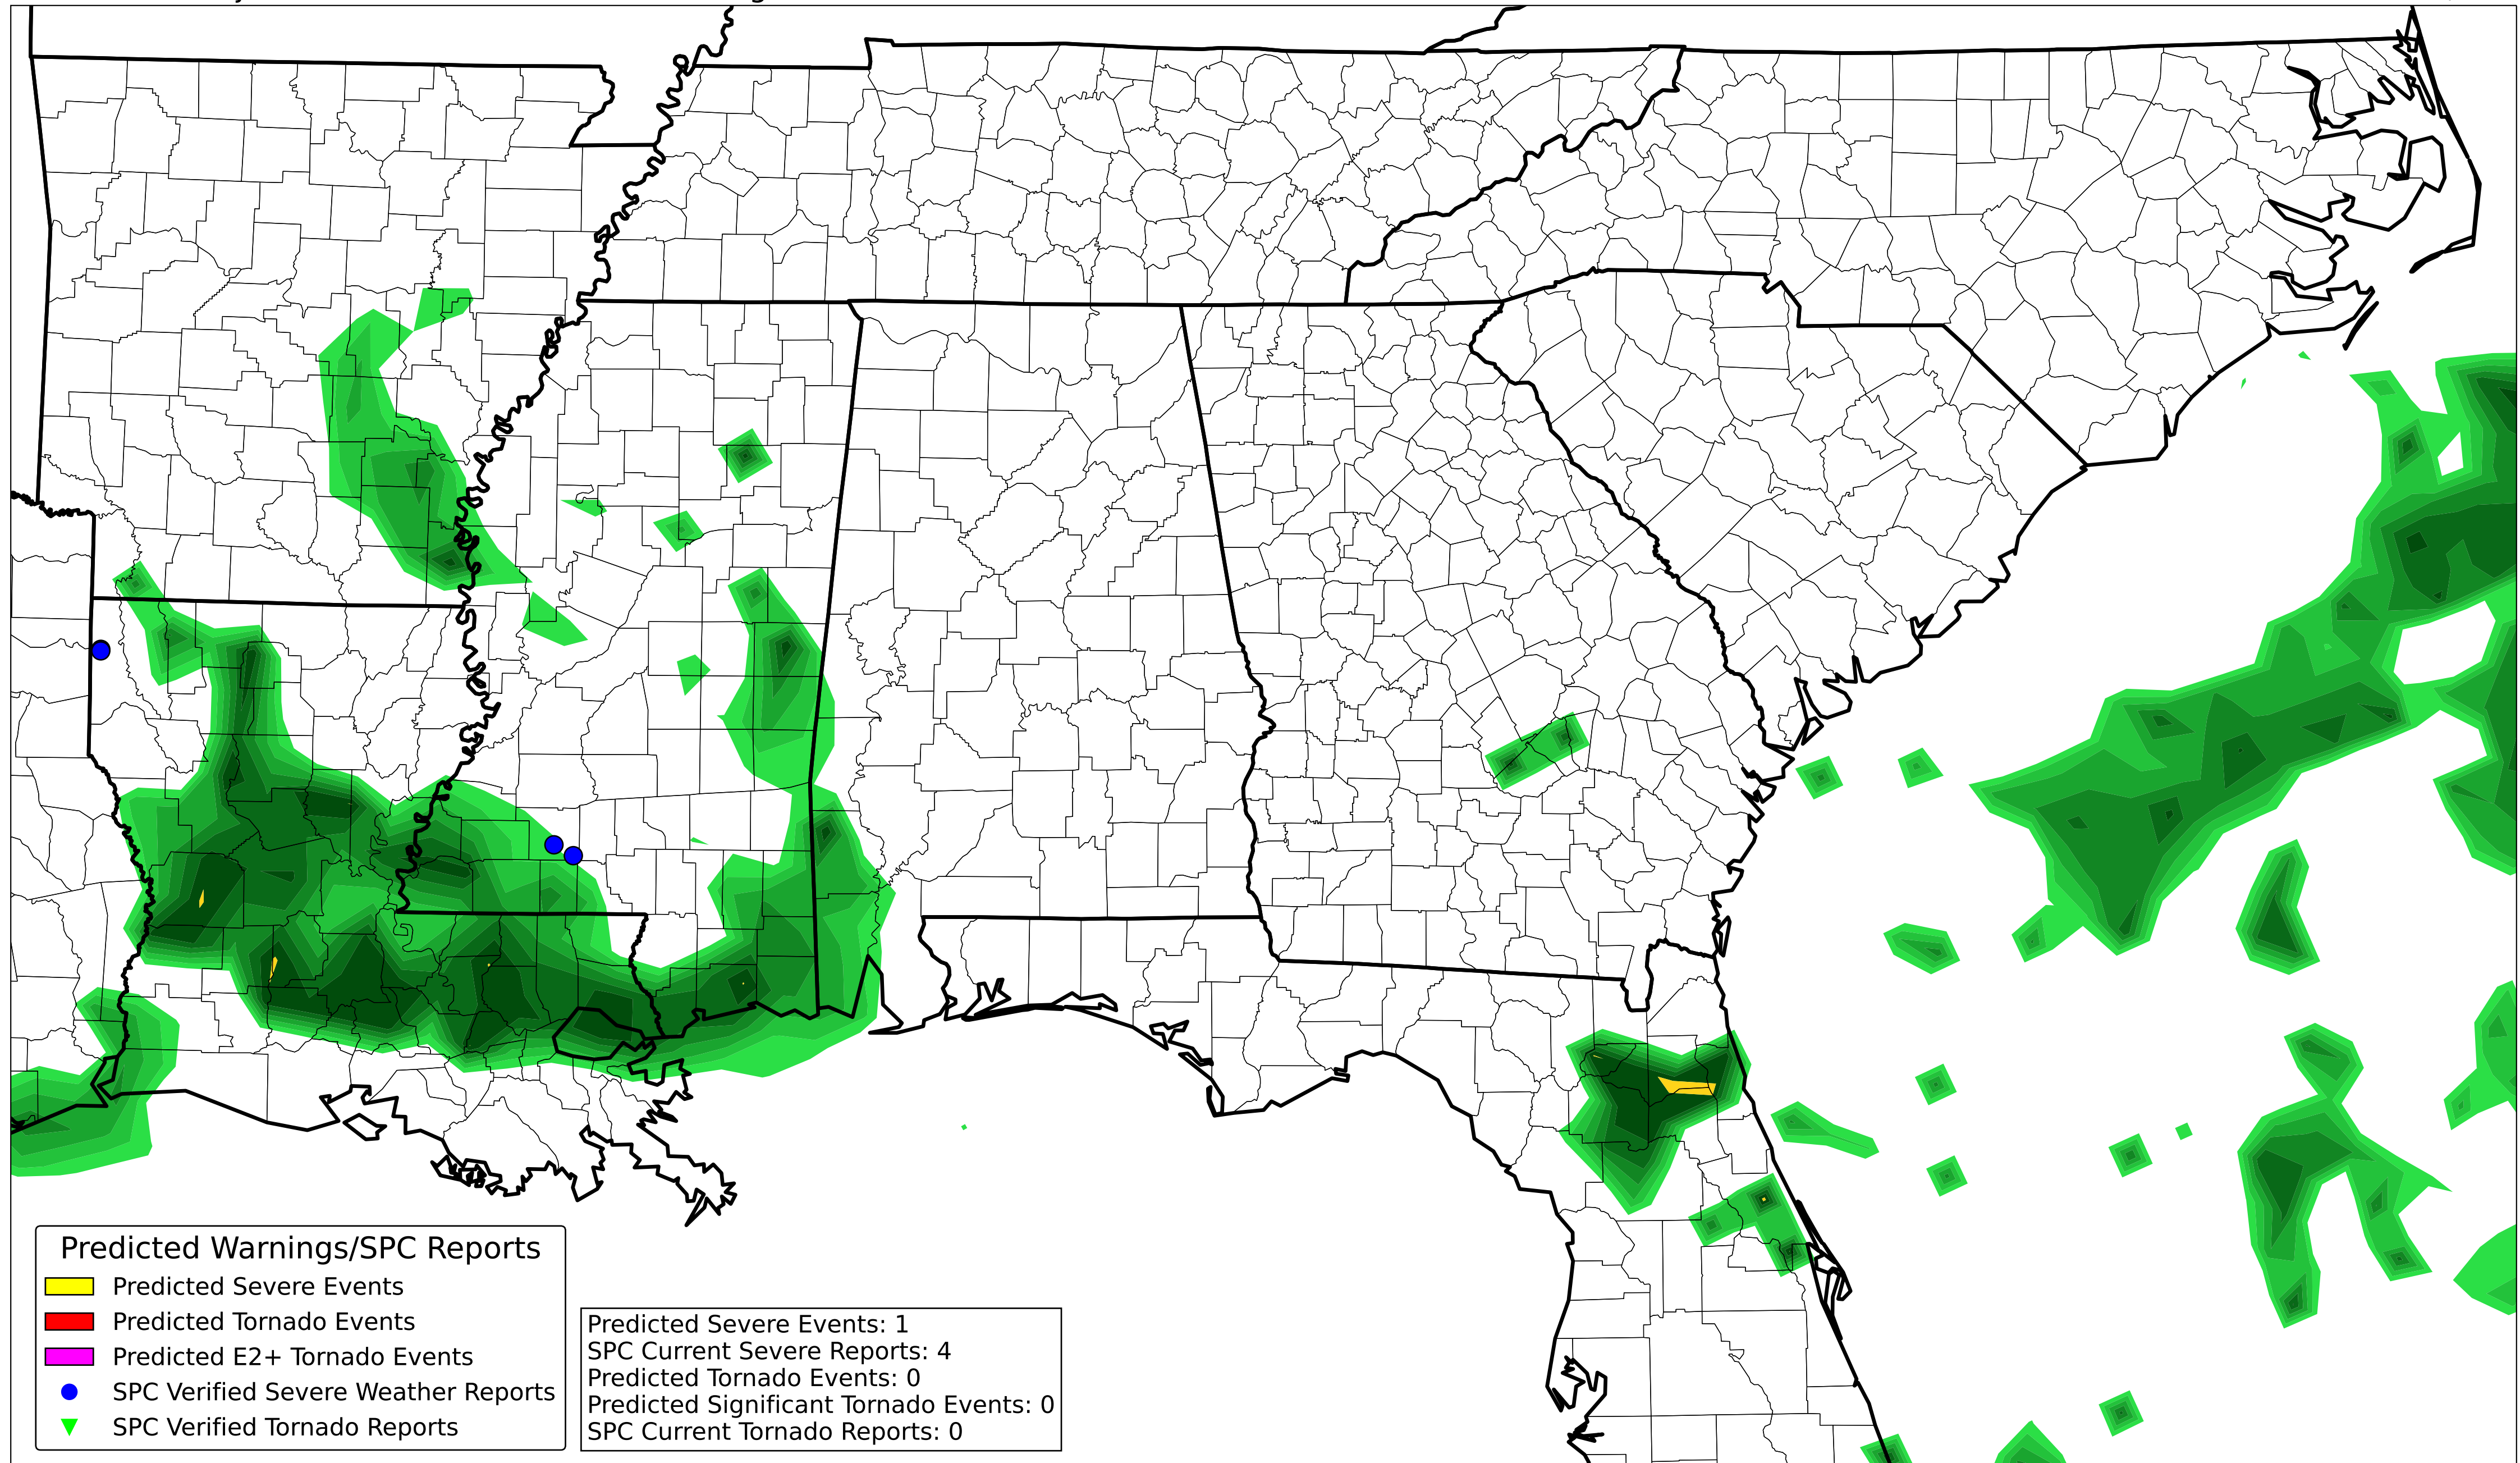 Predicted Warnings/SPC Reports
Predicted Severe Events
Predicted Tornado Events
Predicted E2+ Tornado Events
SPC Verified Severe Weather Reports
SPC Verified Tornado Reports
Predicted Severe Events: 1
SPC Current Severe Reports: 4
Predicted Tornado Events: 0
Predicted Significant Tornado Events: 0
SPC Current Tornado Reports: 0